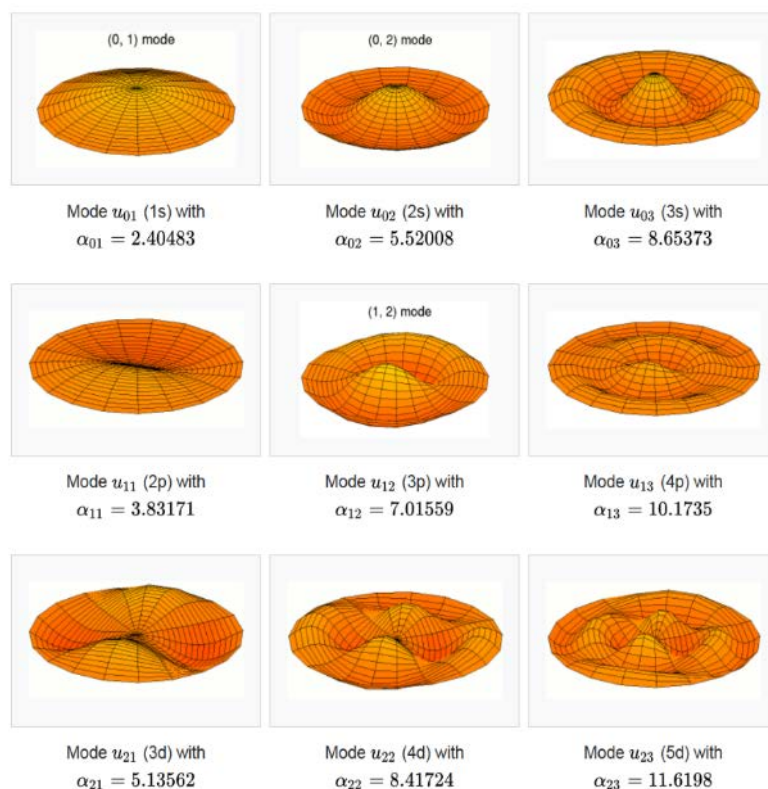 (0, 1) mode
(0, 2) mode
Mode u₀₁ (1s) with
α₀₁ = 2.40483
Mode u₀₂ (2s) with
α₀₂ = 5.52008
Mode u₀₃ (3s) with
α₀₃ = 8.65373
(1, 2) mode
Mode u₁₁ (2p) with
α₁₁ = 3.83171
Mode u₁₂ (3p) with
α₁₂ = 7.01559
Mode u₁₃ (4p) with
α₁₃ = 10.1735
Mode u₂₁ (3d) with
α₂₁ = 5.13562
Mode u₂₂ (4d) with
α₂₂ = 8.41724
Mode u₂₃ (5d) with
α₂₃ = 11.6198